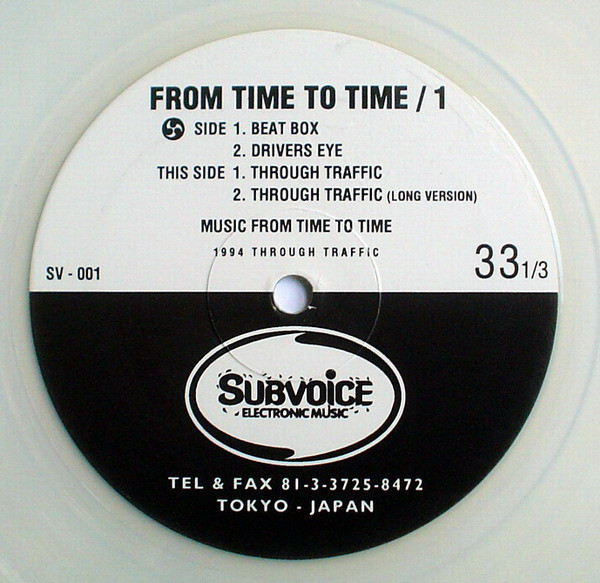 FROM TIME TO TIME / 1
SIDE 1. BEAT BOX
2. DRIVERS EYE
THIS SIDE 1. THROUGH TRAFFIC
2. THROUGH TRAFFIC (LONG VERSION)
MUSIC FROM TIME TO TIME
1994 THROUGH TRAFFIC
SV - 001
33 1/3
SUBVOICE
ELECTRONIC MUSIC
TEL & FAX 81-3-3725-8472
TOKYO - JAPAN